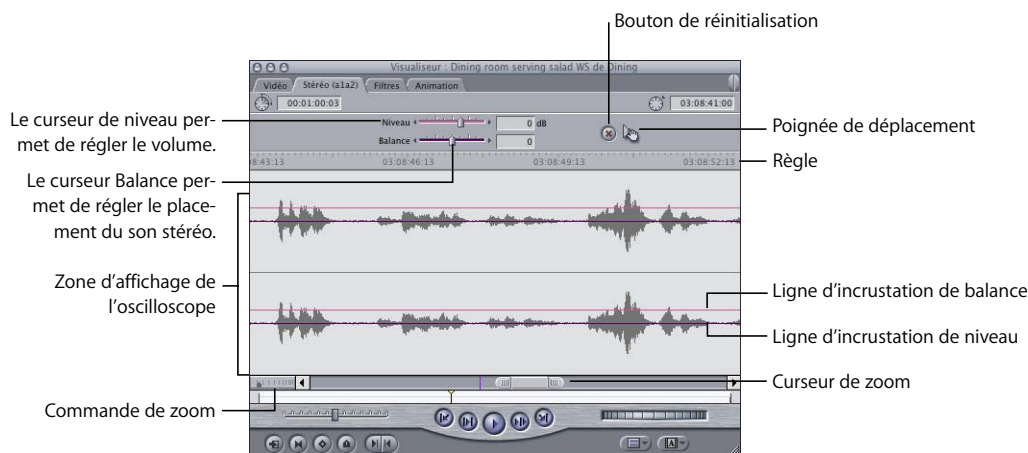 Bouton de réinitialisation
Visualiseur : Dining room serving salad WS de Dining
Vidéo Stéréo (a1a2) Filtres Animation
00:01:00:03 03:08:41:00
Le curseur de niveau per-
met de régler le volume.
Niveau 0 dB
Balance 0
Poignée de déplacement
Règle
8:43:13 03:08:46:13 03:08:49:13 03:08:52:13
Le curseur Balance per-
met de régler le place-
ment du son stéréo.
Zone d'affichage de
l'oscilloscope
Ligne d'incrustation de balance
Ligne d'incrustation de niveau
Curseur de zoom
Commande de zoom
A